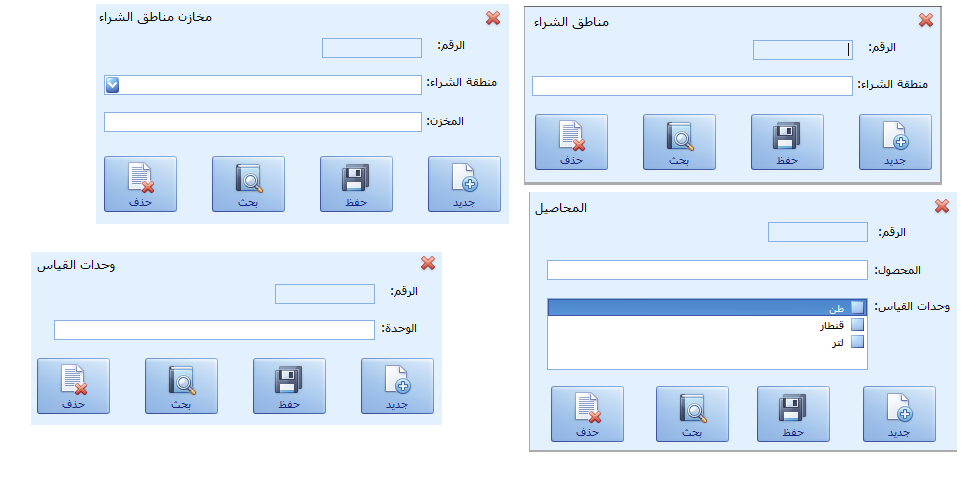 مناطق الشراء
الرقم:
منطقة الشراء:
جديد
حفظ
بحث
حذف
مخازن مناطق الشراء
الرقم:
منطقة الشراء:
المخزن:
جديد
حفظ
بحث
حذف
المحاصيل
الرقم:
المحصول:
وحدات القياس:
طن
قنطار
لتر
جديد
حفظ
بحث
حذف
وحدات القياس
الرقم:
الوحدة:
جديد
حفظ
بحث
حذف